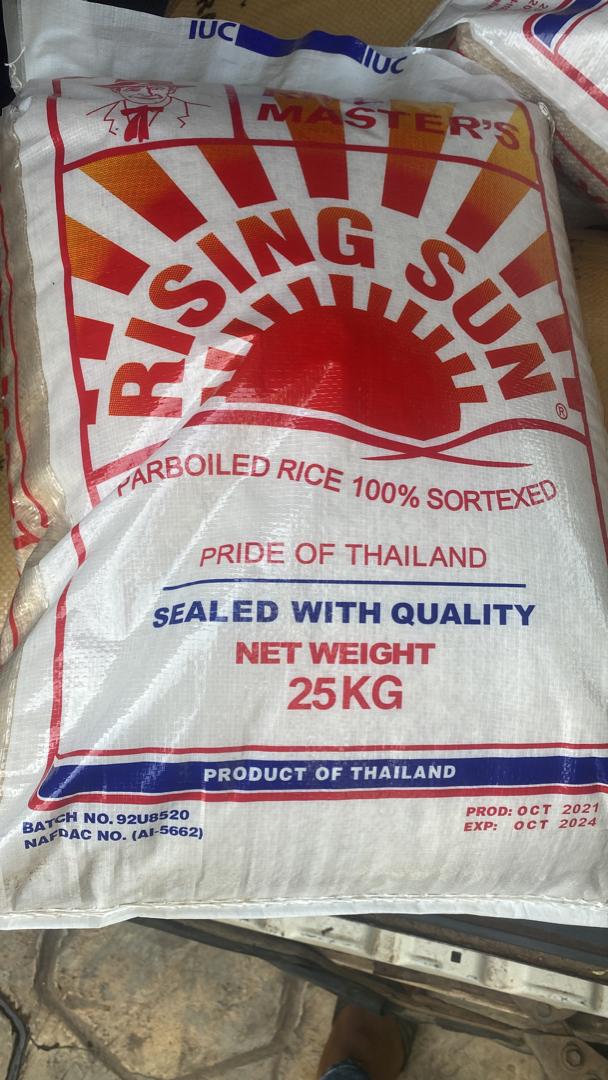 IUC IUC
MASTER'S
RISING SUN
®
PARBOILED RICE 100% SORTEXED
PRIDE OF THAILAND
SEALED WITH QUALITY
NET WEIGHT
25KG
PRODUCT OF THAILAND
BATCH NO. 92U8520
NAFDAC NO. (AI-5662)
PROD: OCT 2021
EXP: OCT 2024